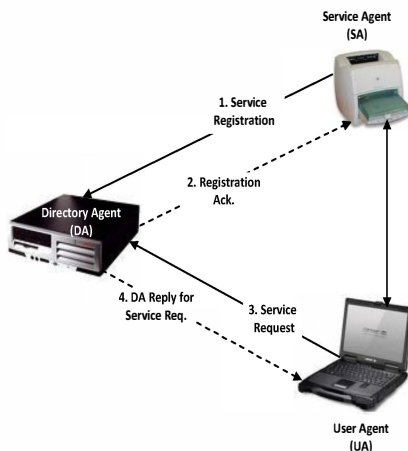 Service Agent
(SA)
1. Service
Registration
2. Registration
Ack.
Directory Agent
(DA)
4. DA Reply for
Service Req.
3. Service
Request
User Agent
(UA)